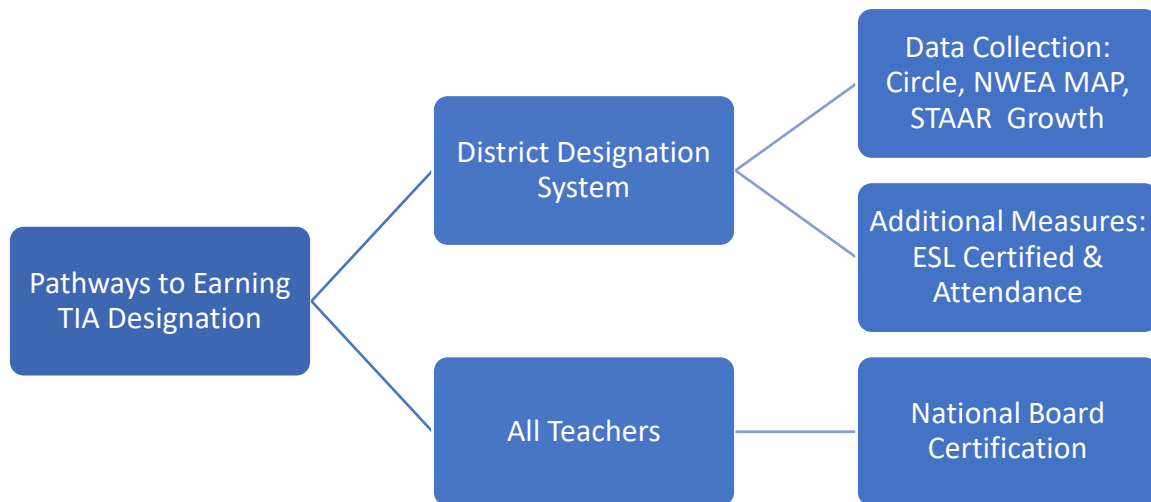 Data Collection:
Circle, NWEA MAP,
STAAR  Growth
District Designation
System
Additional Measures:
ESL Certified &
Attendance
Pathways to Earning
TIA Designation
All Teachers
National Board
Certification